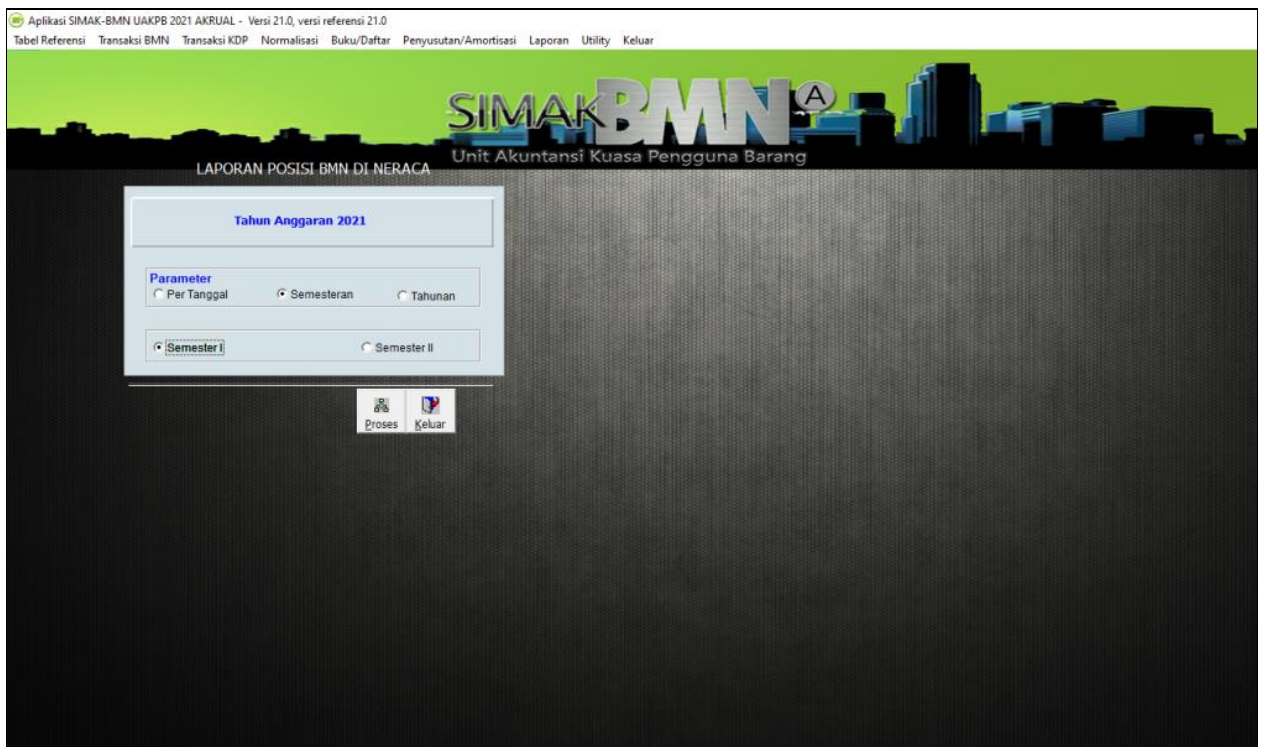 Aplikasi SIMAK-BMN UAKPB 2021 AKRUAL - Versi 21.0, versi referensi 21.0
Tabel Referensi Transaksi BMN Transaksi KDP Normalisasi Buku/Daftar Penyusutan/Amortisasi Laporan Utility Keluar
SIMAK BMN A
Unit Akuntansi Kuasa Pengguna Barang
LAPORAN POSISI BMN DI NERACA
Tahun Anggaran 2021
Parameter
Per Tanggal Semesteran Tahunan
Semester I Semester II
Proses Keluar